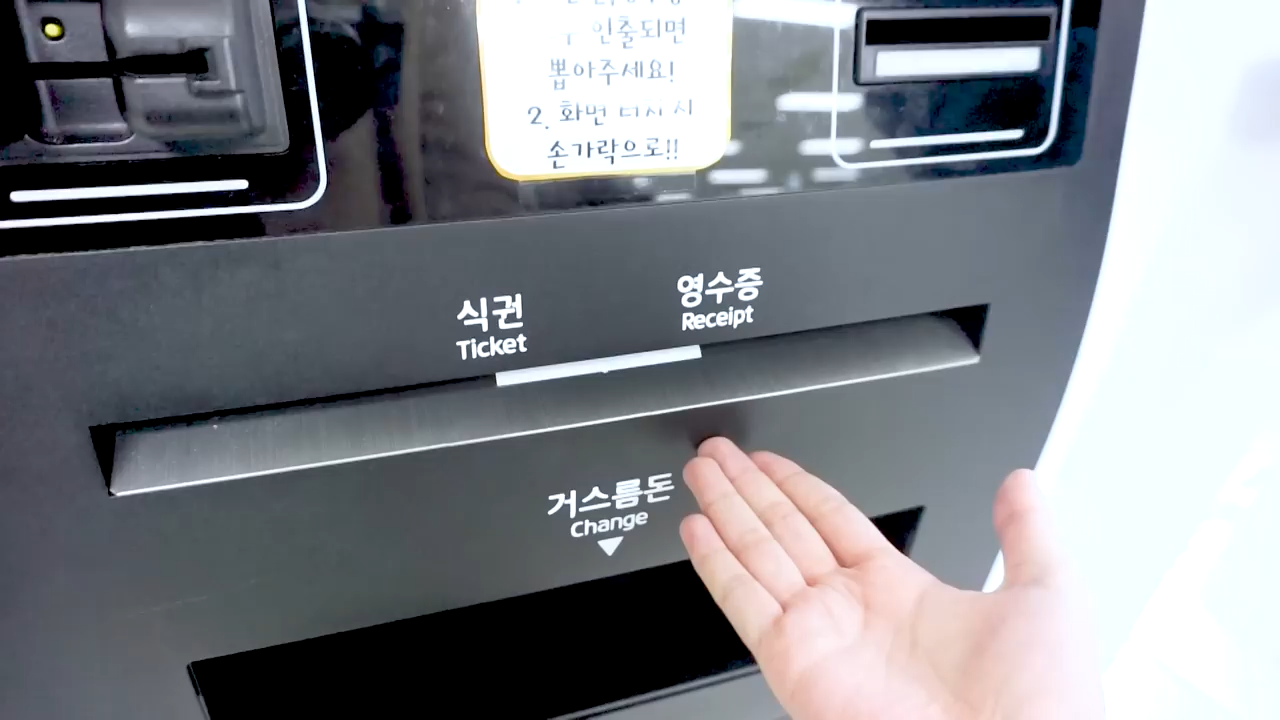 인출되면
뽑아주세요!
2. 화면 터치 시
손가락으로!!
식권
Ticket
영수증
Receipt
거스름돈
Change